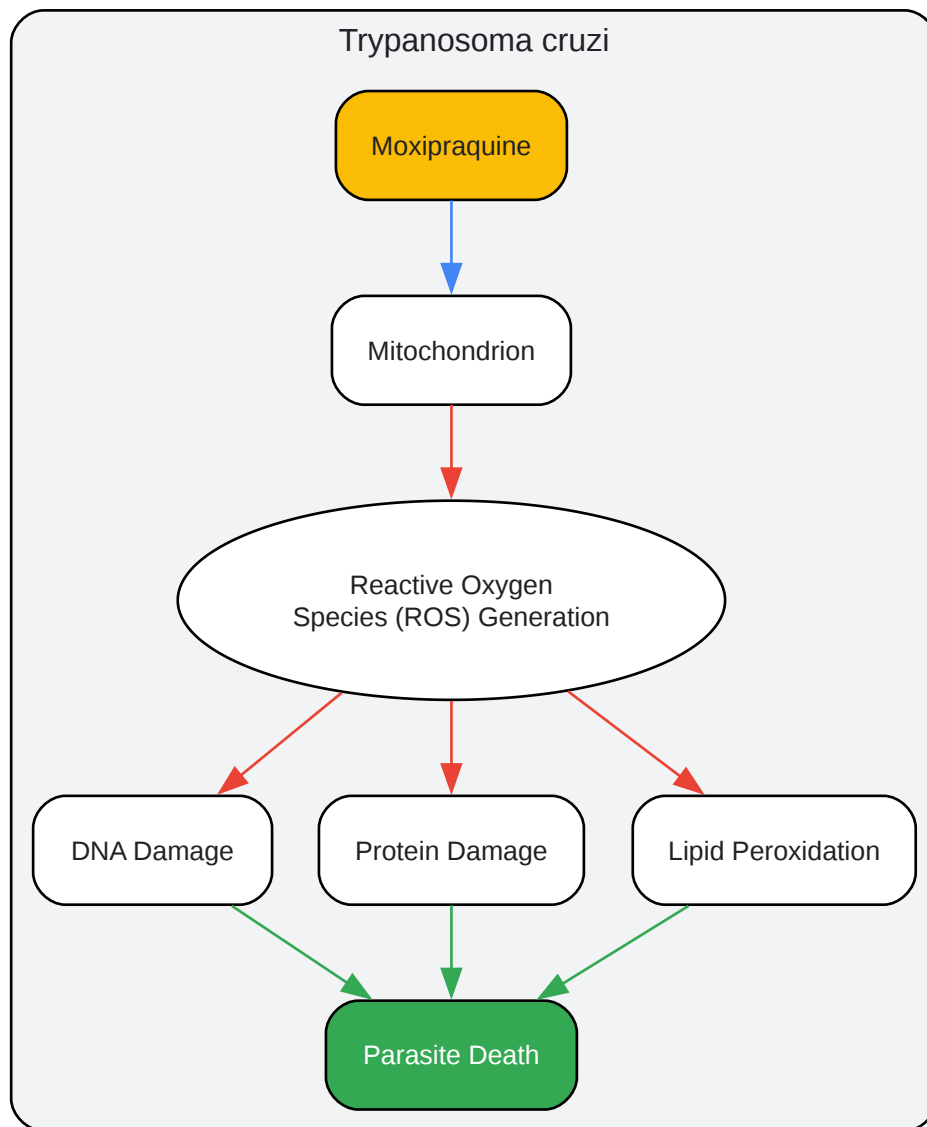 Trypanosoma cruzi
Moxipraquine
Mitochondrion
Reactive Oxygen
Species (ROS) Generation
DNA Damage
Protein Damage
Lipid Peroxidation
Parasite Death